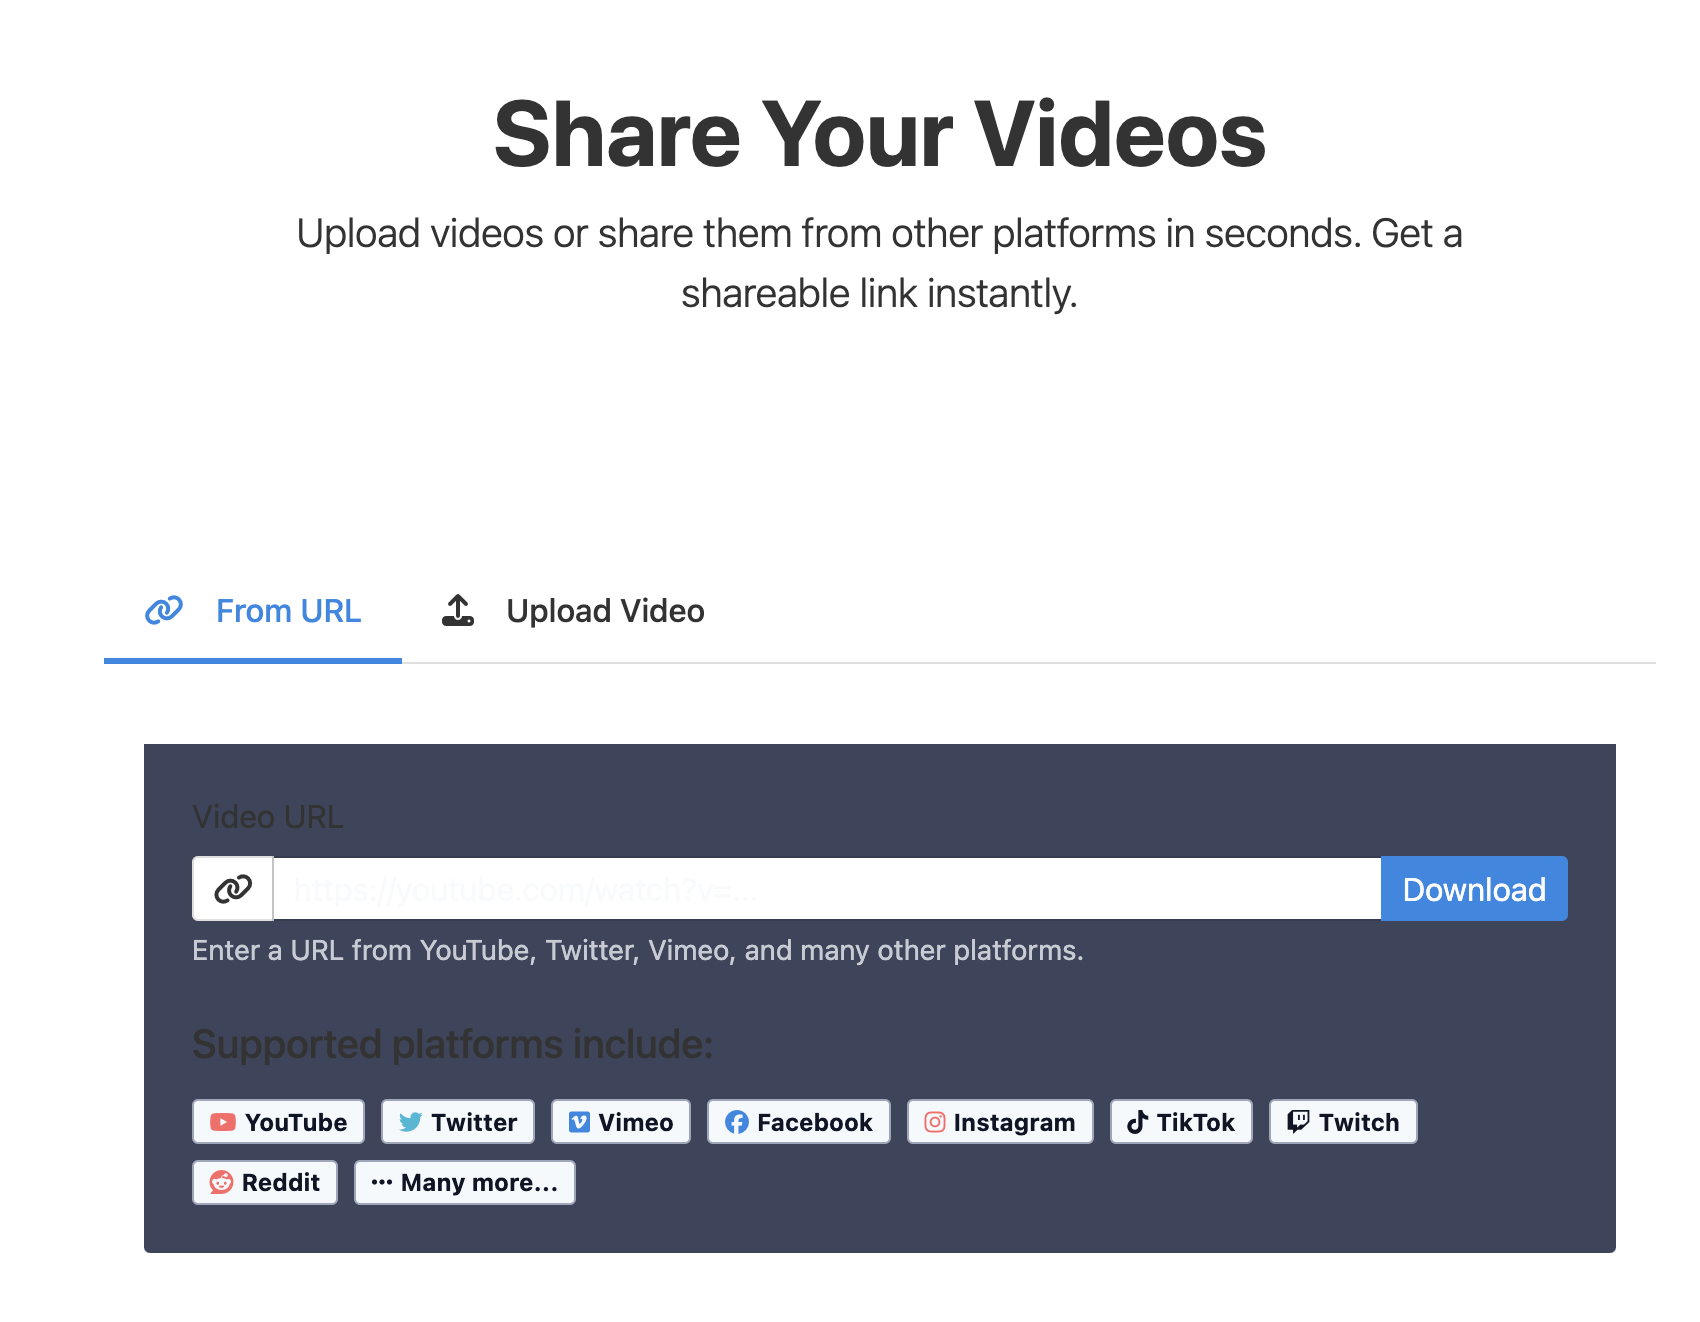 Share Your Videos
Upload videos or share them from other platforms in seconds. Get a
shareable link instantly.
From URL
Upload Video
Video URL
https://youtube.com/watch?v=...
Download
Enter a URL from YouTube, Twitter, Vimeo, and many other platforms.
Supported platforms include:
YouTube Twitter Vimeo Facebook Instagram TikTok Twitch
Reddit ••• Many more...